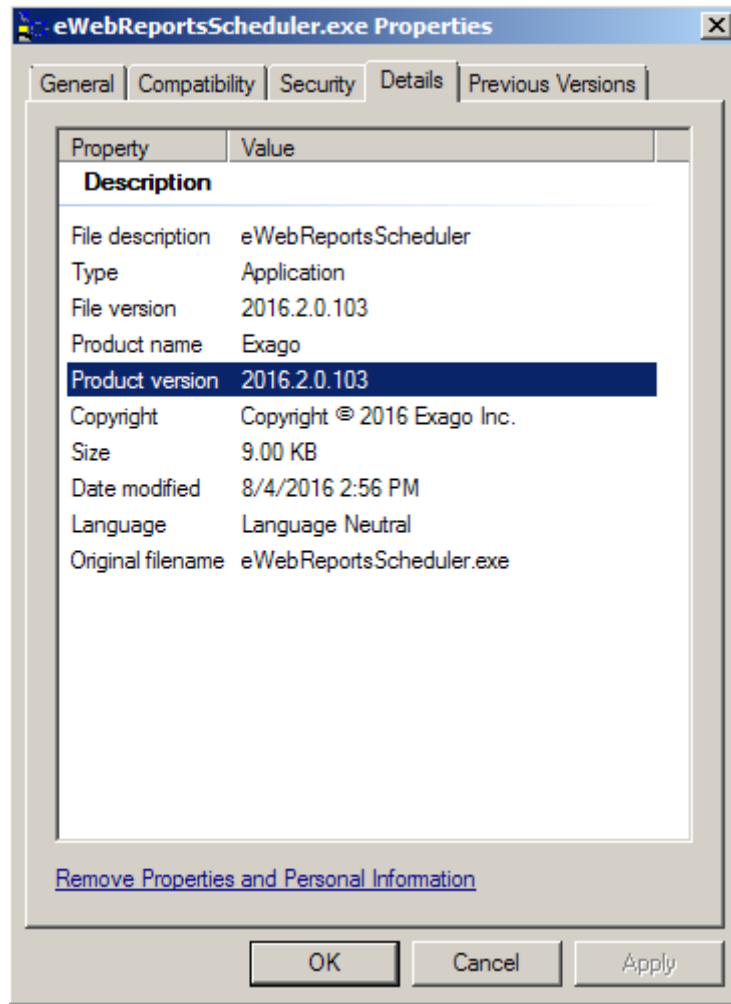 eWebReportsScheduler.exe Properties
General Compatibility Security Details Previous Versions
Property Value
Description
File description eWebReportsScheduler
Type Application
File version 2016.2.0.103
Product name Exago
Product version 2016.2.0.103
Copyright Copyright © 2016 Exago Inc.
Size 9.00 KB
Date modified 8/4/2016 2:56 PM
Language Language Neutral
Original filename eWebReportsScheduler.exe
Remove Properties and Personal Information
OK Cancel Apply